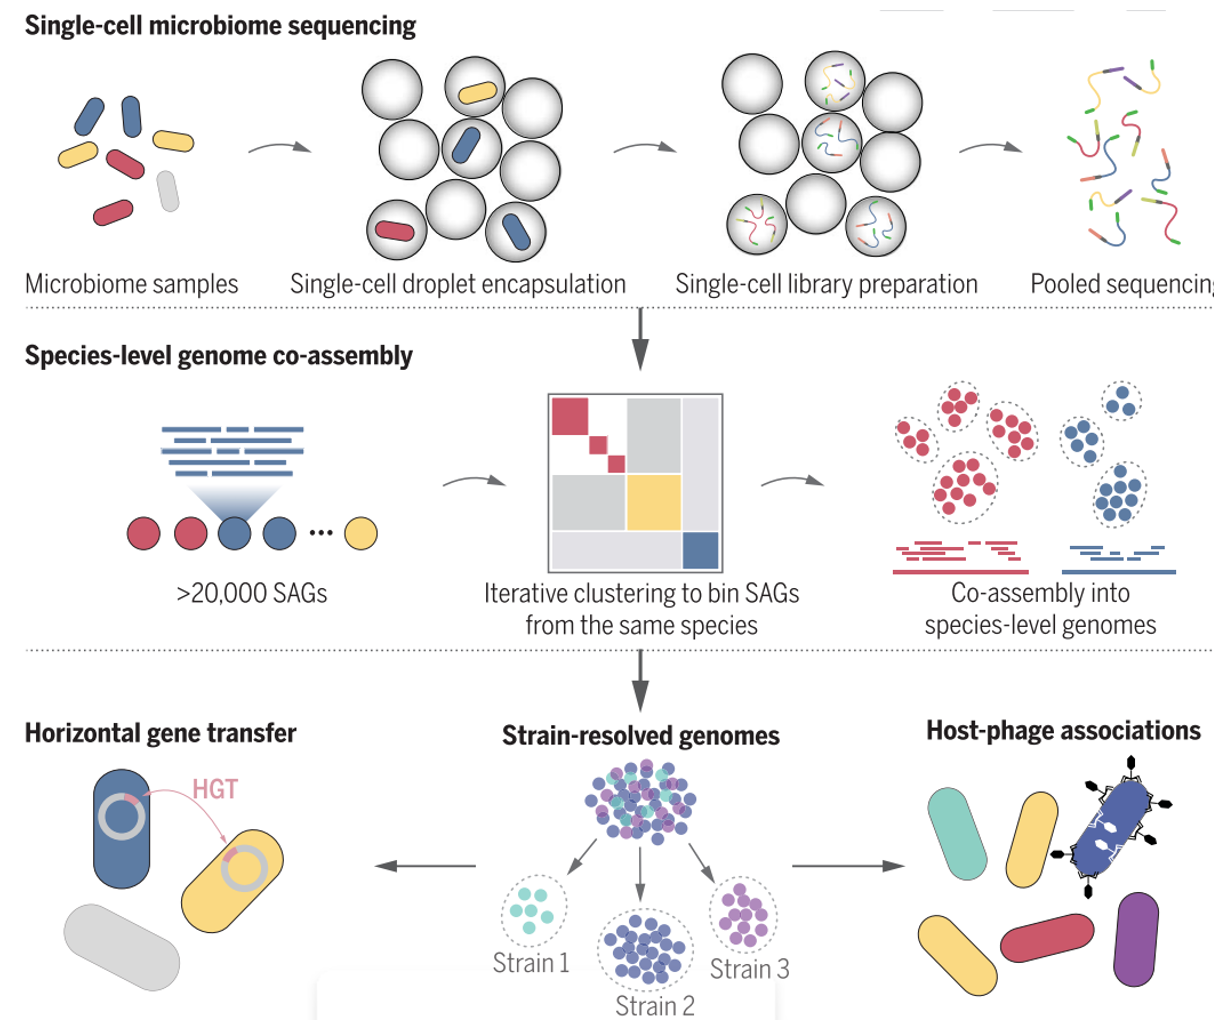 Single-cell microbiome sequencing
Microbiome samples
Single-cell droplet encapsulation
Single-cell library preparation
Pooled sequencing
Species-level genome co-assembly
>20,000 SAGs
Iterative clustering to bin SAGs
from the same species
Co-assembly into
species-level genomes
Horizontal gene transfer
HGT
Strain-resolved genomes
Strain 1
Strain 2
Strain 3
Host-phage associations